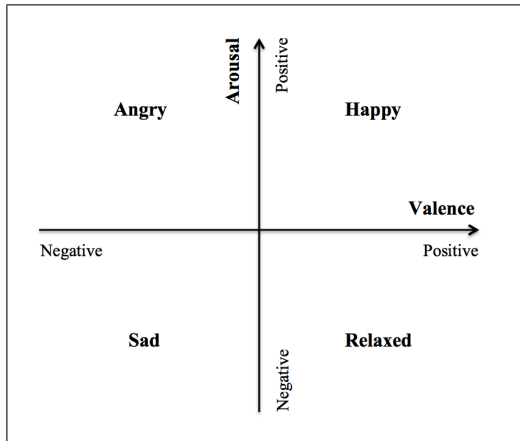 Arousal
Positive
Angry
Happy
Valence
Negative
Positive
Sad
Relaxed
Negative